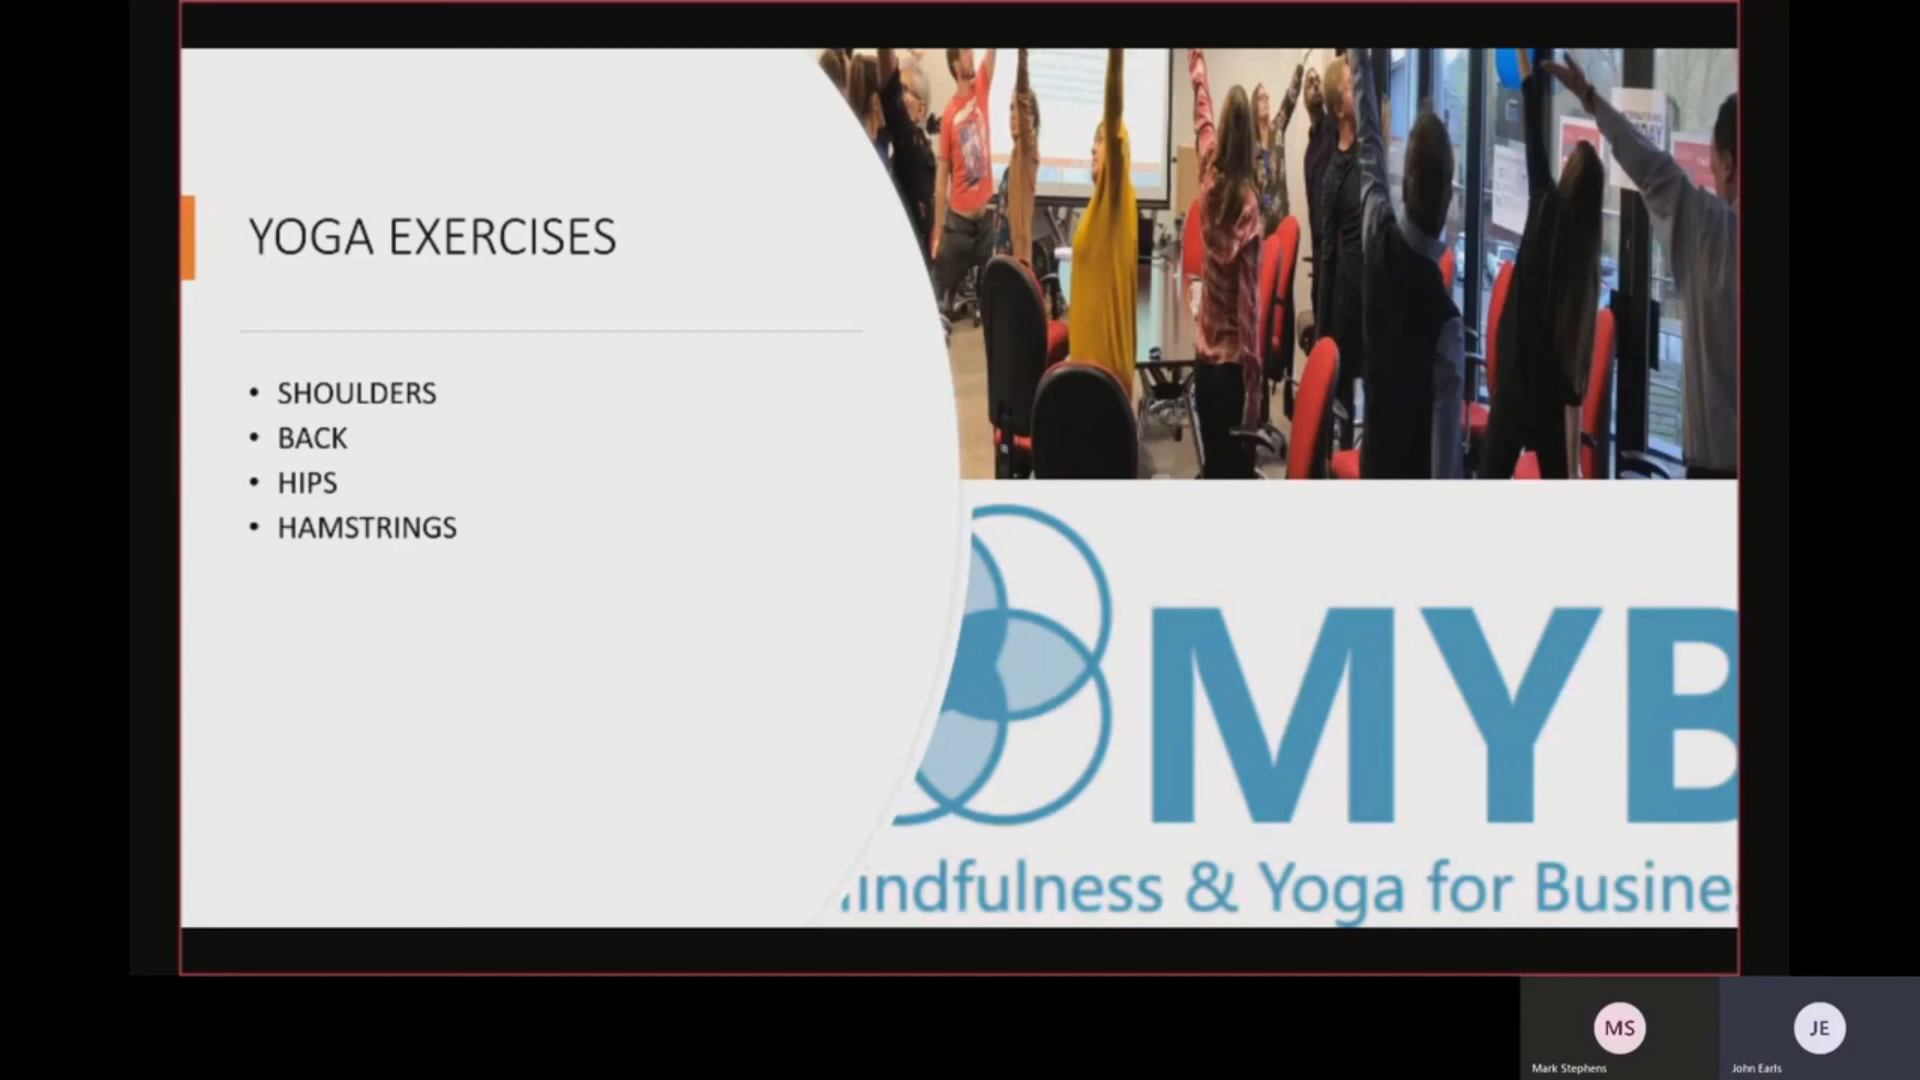 YOGA EXERCISES
• SHOULDERS
• BACK
• HIPS
• HAMSTRINGS
MYB
indfulness & Yoga for Busine
MS
JE
Mark Stephens
John Earls